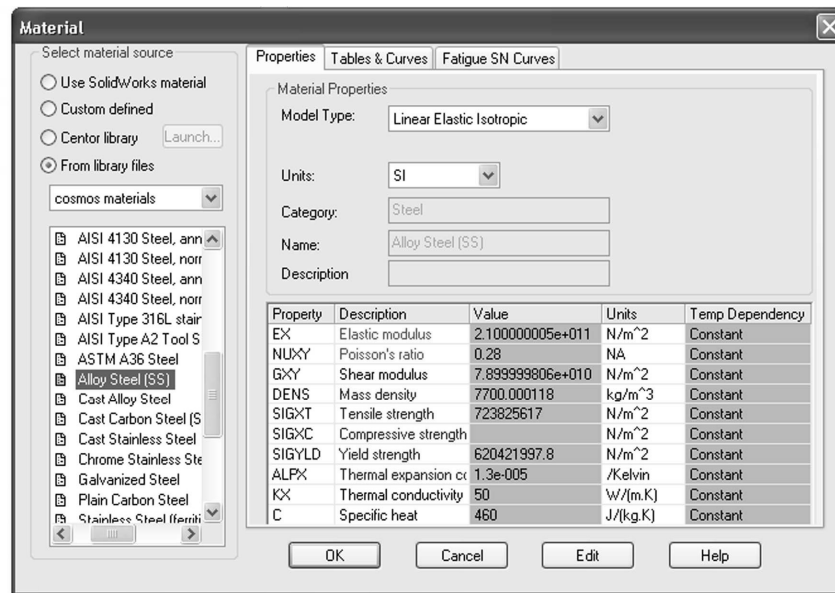 Material
Select material source
Use SolidWorks material
Custom defined
Centor library Launch...
From library files
cosmos materials
AISI 4130 Steel, ann
AISI 4130 Steel, norr
AISI 4340 Steel, ann
AISI 4340 Steel, norr
AISI Type 316L stair
AISI Type A2 Tool S
ASTM A36 Steel
Alloy Steel (SS)
Cast Alloy Steel
Cast Carbon Steel (S
Cast Stainless Steel
Chrome Stainless Ste
Galvanized Steel
Plain Carbon Steel
Stainless Steel (ferriti
Properties Tables & Curves Fatigue SN Curves
Material Properties
Model Type: Linear Elastic Isotropic
Units: SI
Category: Steel
Name: Alloy Steel (SS)
Description
Property Description Value Units Temp Dependency
EX Elastic modulus 2.100000005e+011 N/m^2 Constant
NUXY Poisson's ratio 0.28 NA Constant
GXY Shear modulus 7.899999806e+010 N/m^2 Constant
DENS Mass density 7700.000118 kg/m^3 Constant
SIGXT Tensile strength 723825617 N/m^2 Constant
SIGXC Compressive strength N/m^2 Constant
SIGYLD Yield strength 620421997.8 N/m^2 Constant
ALPX Thermal expansion co 1.3e-005 /Kelvin Constant
KX Thermal conductivity 50 W/(m.K) Constant
C Specific heat 460 J/(kg.K) Constant
OK Cancel Edit Help